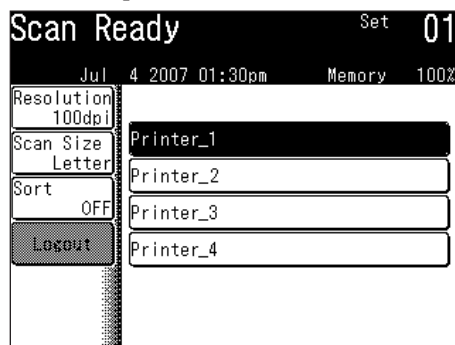 Scan Ready Set 01
Jul 4 2007 01:30pm Memory 100%
Resolution
100dpi
Scan Size
Letter
Sort
OFF
Logout
Printer_1
Printer_2
Printer_3
Printer_4